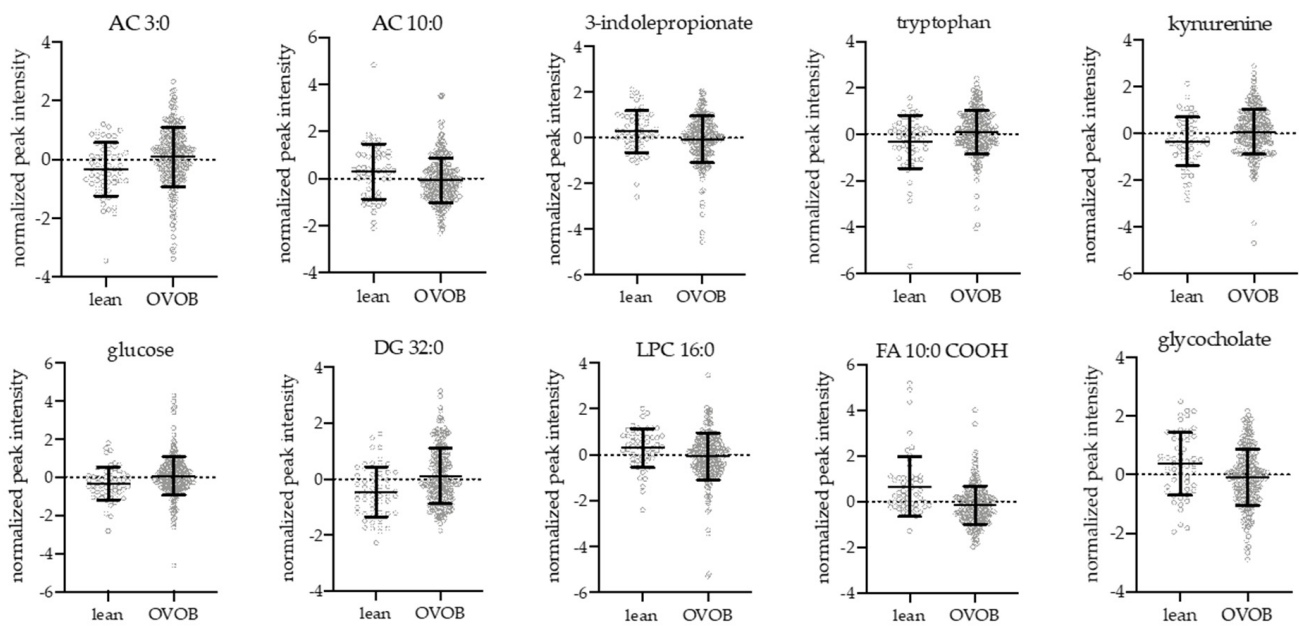 AC 3:0
normalized peak intensity
4
2
0
-2
-4
lean OVOB
AC 10:0
normalized peak intensity
6
4
2
0
-2
-4
lean OVOB
3-indolepropionate
normalized peak intensity
4
2
0
-2
-4
-6
lean OVOB
tryptophan
normalized peak intensity
4
2
0
-2
-4
-6
lean OVOB
kynurenine
normalized peak intensity
4
2
0
-2
-4
-6
lean OVOB
glucose
normalized peak intensity
6
4
2
0
-2
-4
-6
lean OVOB
DG 32:0
normalized peak intensity
4
2
0
-2
-4
lean OVOB
LPC 16:0
normalized peak intensity
4
2
0
-2
-4
-6
lean OVOB
FA 10:0 COOH
normalized peak intensity
6
4
2
0
-2
-4
lean OVOB
glycocholate
normalized peak intensity
4
2
0
-2
-4
lean OVOB